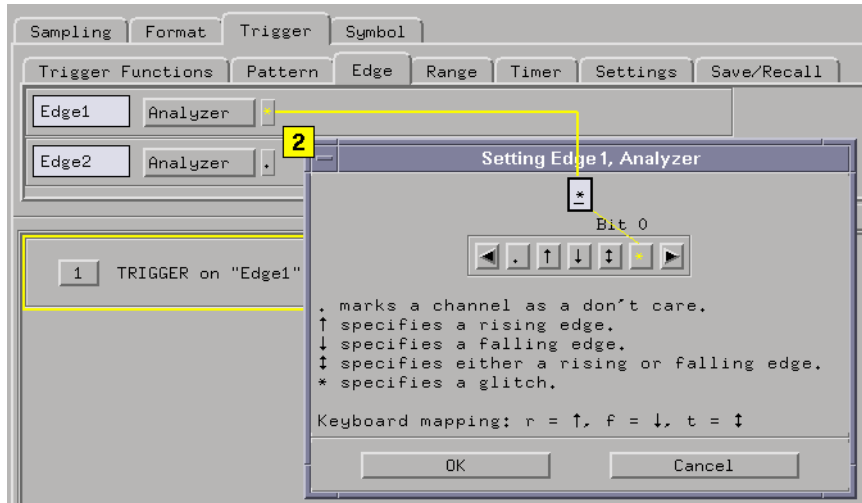 Sampling Format Trigger Symbol
Trigger Functions Pattern Edge Range Timer Settings Save/Recall
Edge1 Analyzer *
2
Edge2 Analyzer .
Setting Edge1, Analyzer
*
Bit 0
. ↑ ↓ ↕ *
1 TRIGGER on "Edge1"
. marks a channel as a don't care.
↑ specifies a rising edge.
↓ specifies a falling edge.
↕ specifies either a rising or falling edge.
* specifies a glitch.
Keyboard mapping: r = ↑, f = ↓, t = ↕
OK Cancel